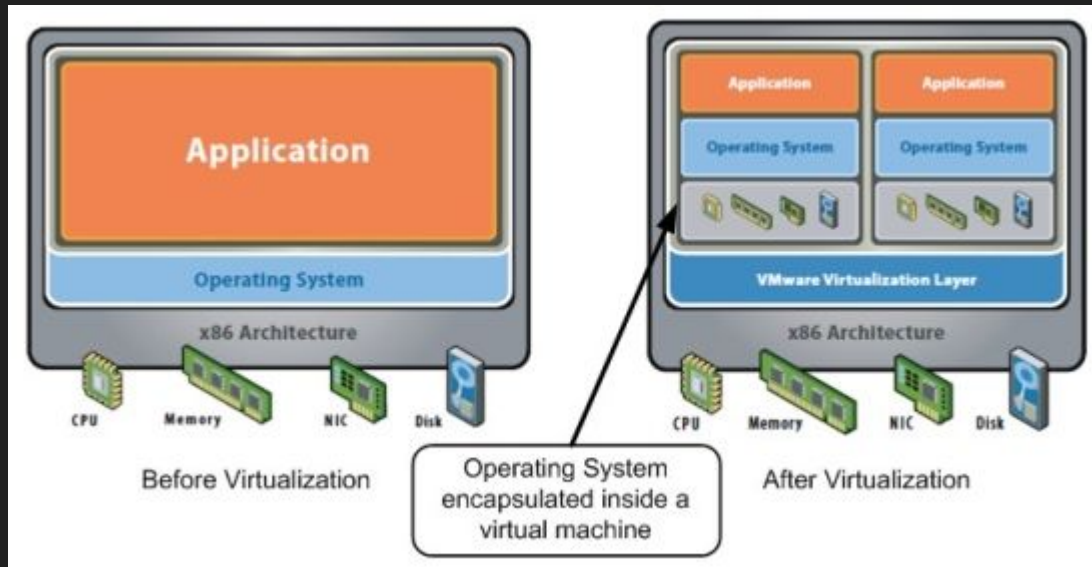 Application
Operating System
x86 Architecture
CPU
Memory
NIC
Disk
Before Virtualization
Application
Application
Operating System
Operating System
VMware Virtualization Layer
x86 Architecture
CPU
Memory
NIC
Disk
After Virtualization
Operating System
encapsulated inside a
virtual machine